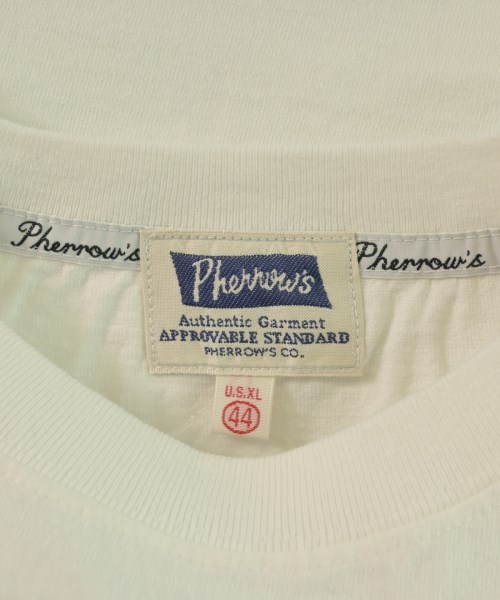 Pherrow's
Pherrow's
Pherrow's
Authentic Garment
APPROVABLE STANDARD
PHERROW'S CO.
U.S.XL
44